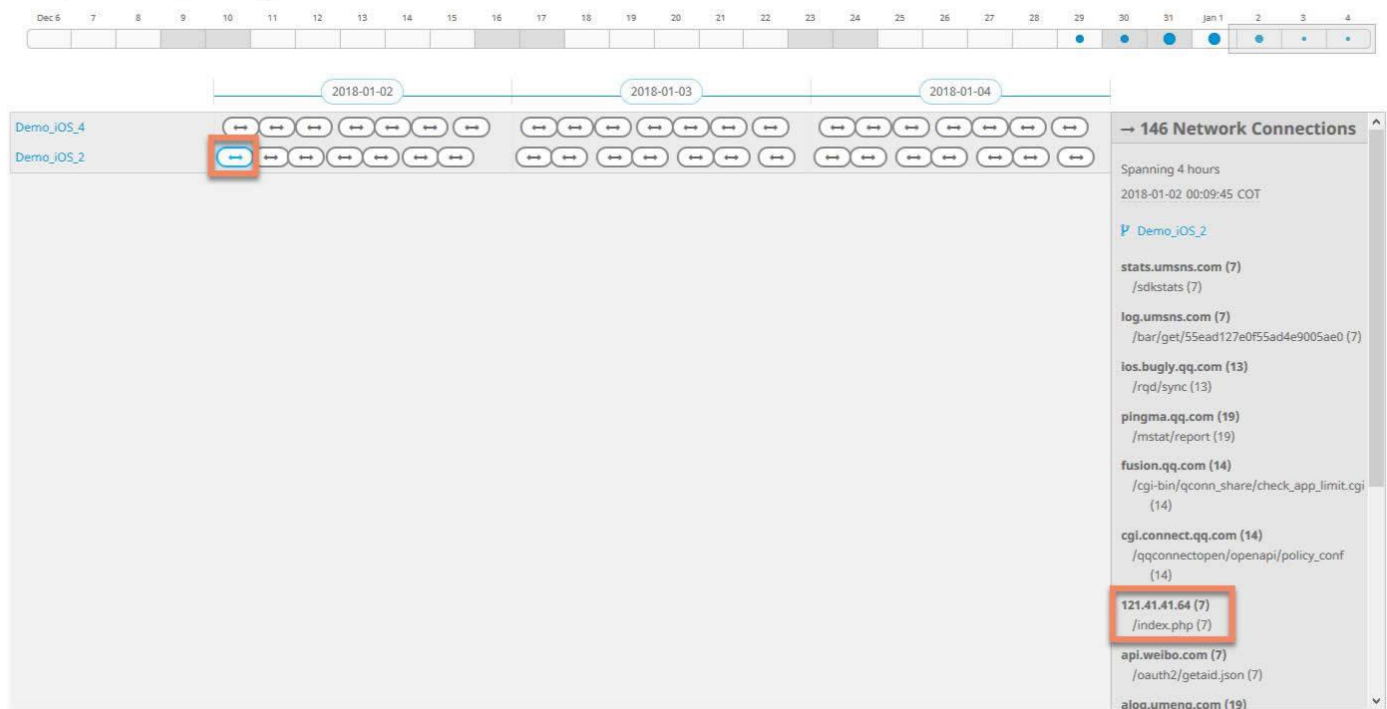 Dec 6 7 8 9 10 11 12 13 14 15 16 17 18 19 20 21 22 23 24 25 26 27 28 29 30 31 Jan 1 2 3 4
2018-01-02 2018-01-03 2018-01-04
Demo_iOS_4
Demo_iOS_2
→ 146 Network Connections
Spanning 4 hours
2018-01-02 00:09:45 COT
Demo_iOS_2
stats.umsns.com (7)
/sdkstats (7)
log.umsns.com (7)
/bar/get/55ead127e0f55ad4e9005ae0 (7)
ios.bugly.qq.com (13)
/rqd/sync (13)
pingma.qq.com (19)
/mstat/report (19)
fusion.qq.com (14)
/cgi-bin/qconn_share/check_app_limit.cgi
(14)
cgi.connect.qq.com (14)
/qqconnectopen/openapi/policy_conf
(14)
121.41.41.64 (7)
/index.php (7)
api.weibo.com (7)
/oauth2/getaid.json (7)
alog.umeng.com (19)